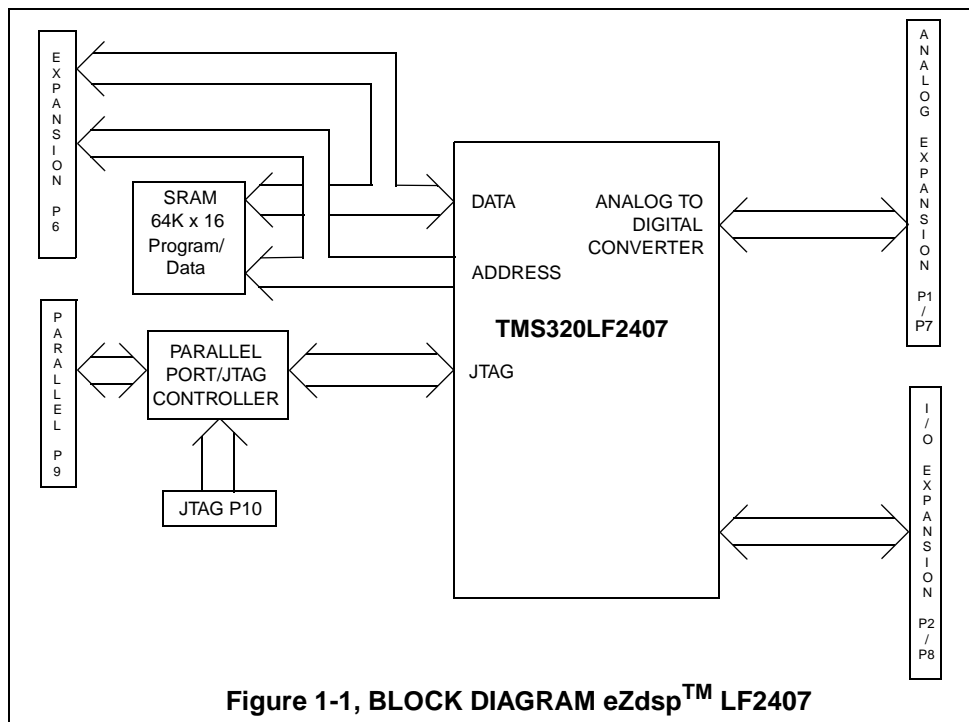 EXPANSION P6
SRAM
64K x 16
Program/
Data
DATA
ADDRESS
ANALOG TO
DIGITAL
CONVERTER
TMS320LF2407
JTAG
ANALOG EXPANSION P1/P7
PARALLEL P9
PARALLEL
PORT/JTAG
CONTROLLER
JTAG P10
I/O EXPANSION P2/P8
Figure 1-1, BLOCK DIAGRAM eZdsp™ LF2407